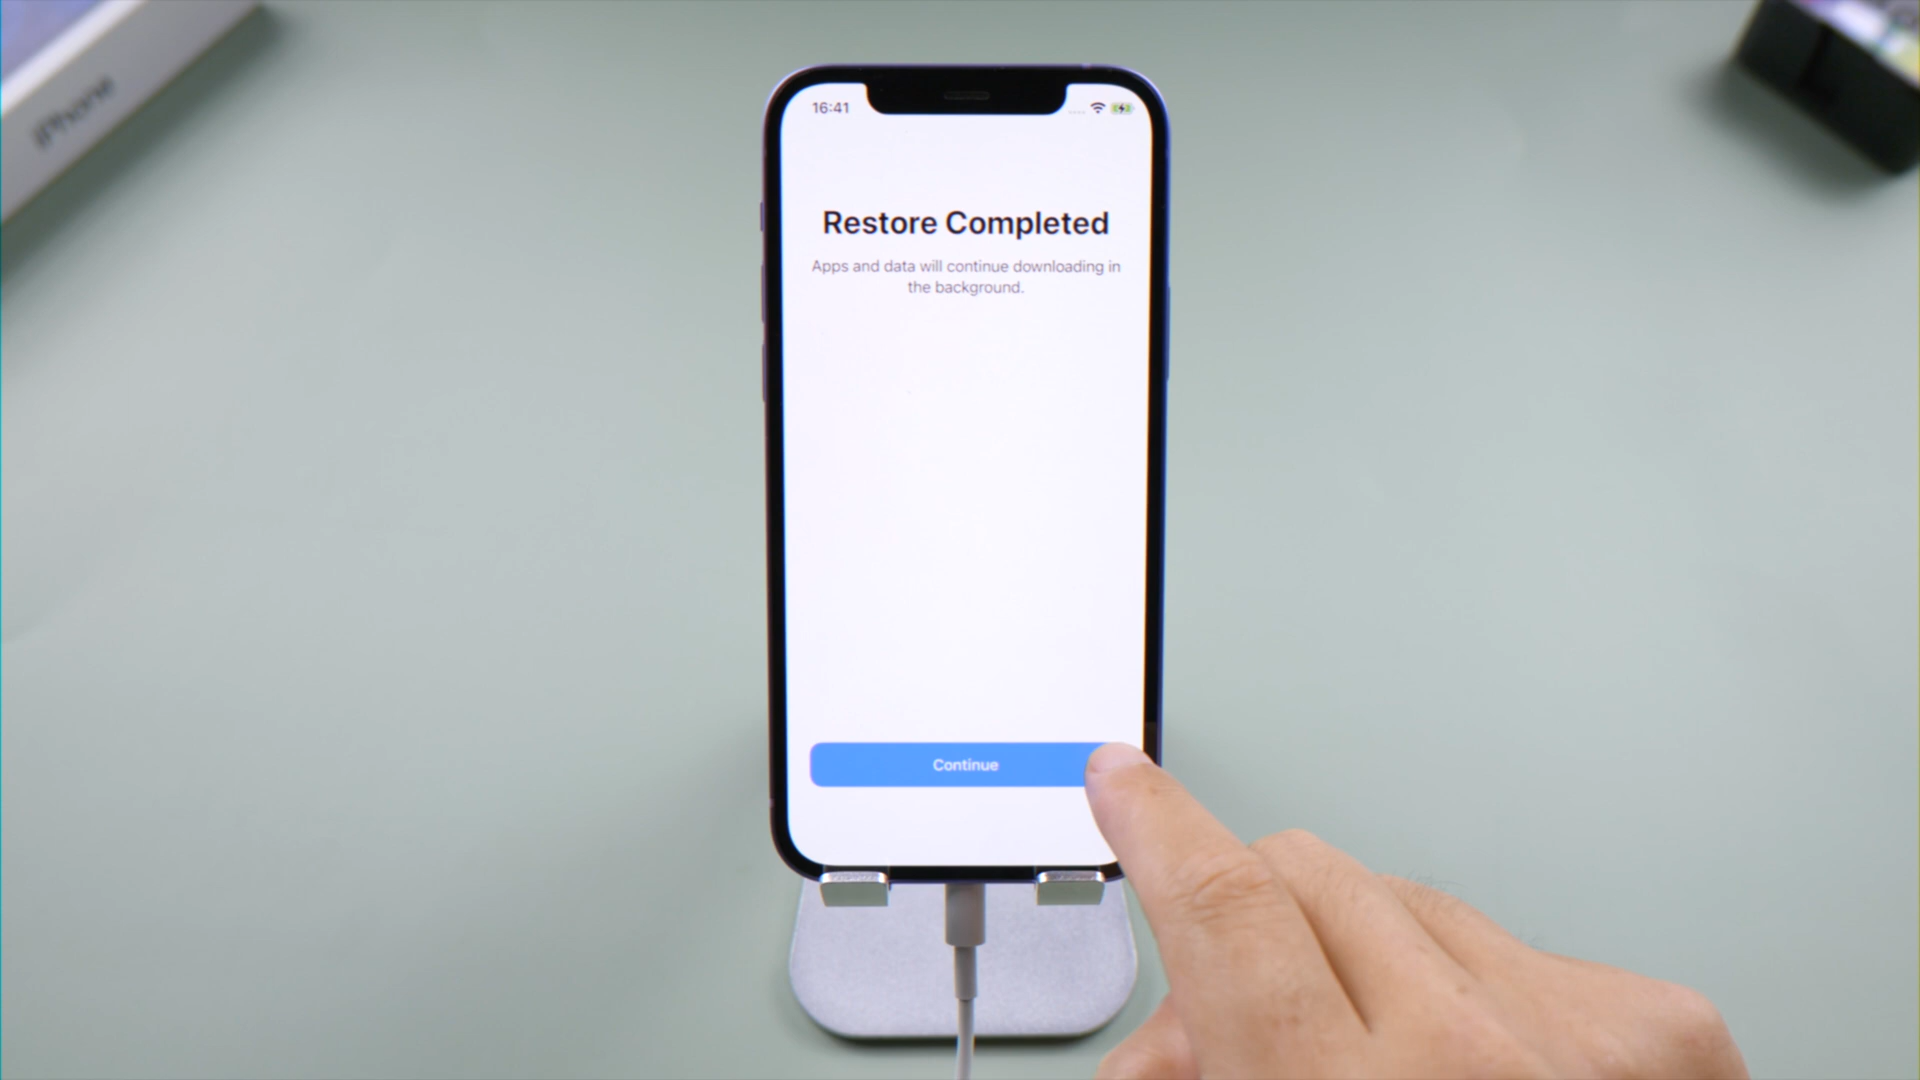 iPhone
16:41
Restore Completed
Apps and data will continue downloading in
the background.
Continue